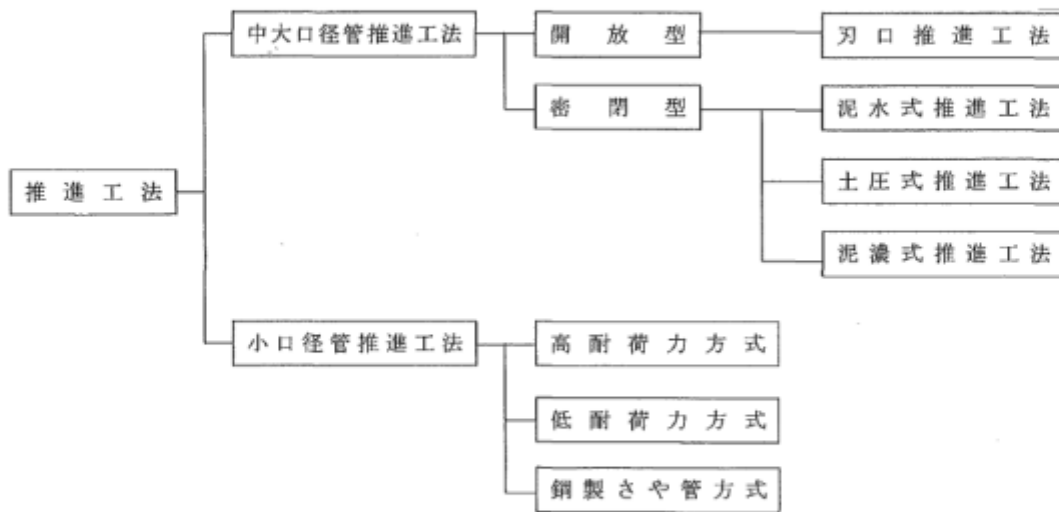 中大口径管推進工法
開放型
刃口推進工法
密閉型
泥水式推進工法
推進工法
土圧式推進工法
泥濃式推進工法
小口径管推進工法
高耐荷力方式
低耐荷力方式
鋼製さや管方式